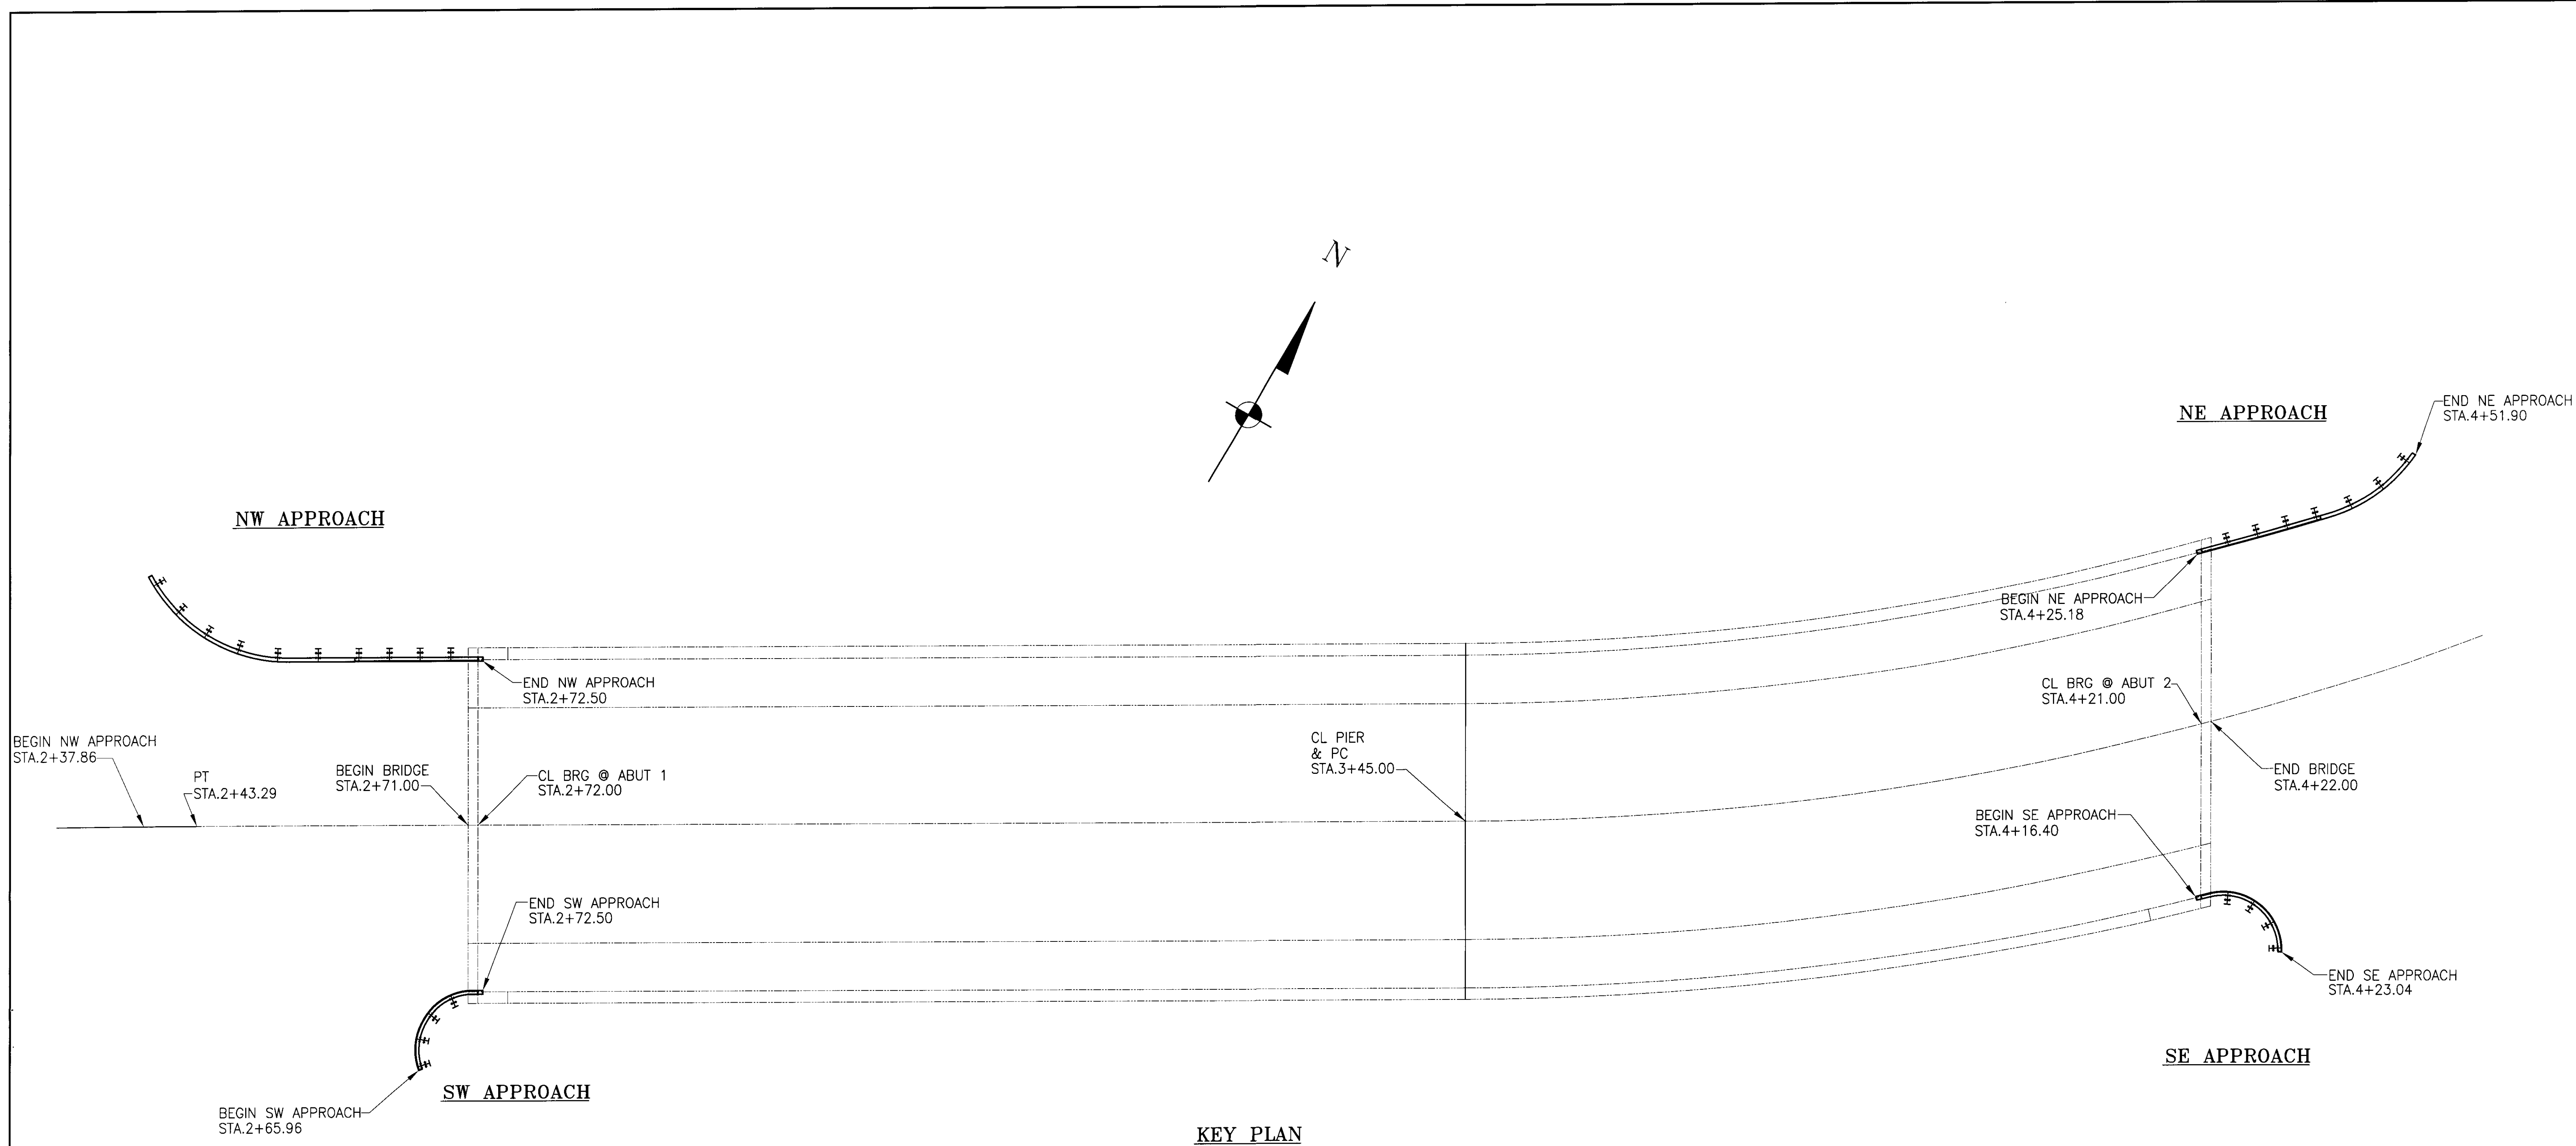 N
NE APPROACH
END NE APPROACH
STA.4+51.90
NW APPROACH
BEGIN NE APPROACH
STA.4+25.18
END NW APPROACH
STA.2+72.50
CL BRG @ ABUT 2
STA.4+21.00
BEGIN NW APPROACH
STA.2+37.86
PT
STA.2+43.29
BEGIN BRIDGE
STA.2+71.00
CL BRG @ ABUT 1
STA.2+72.00
CL PIER
& PC
STA.3+45.00
END BRIDGE
STA.4+22.00
BEGIN SE APPROACH
STA.4+16.40
END SW APPROACH
STA.2+72.50
END SE APPROACH
STA.4+23.04
SE APPROACH
SW APPROACH
BEGIN SW APPROACH
STA.2+65.96
KEY PLAN